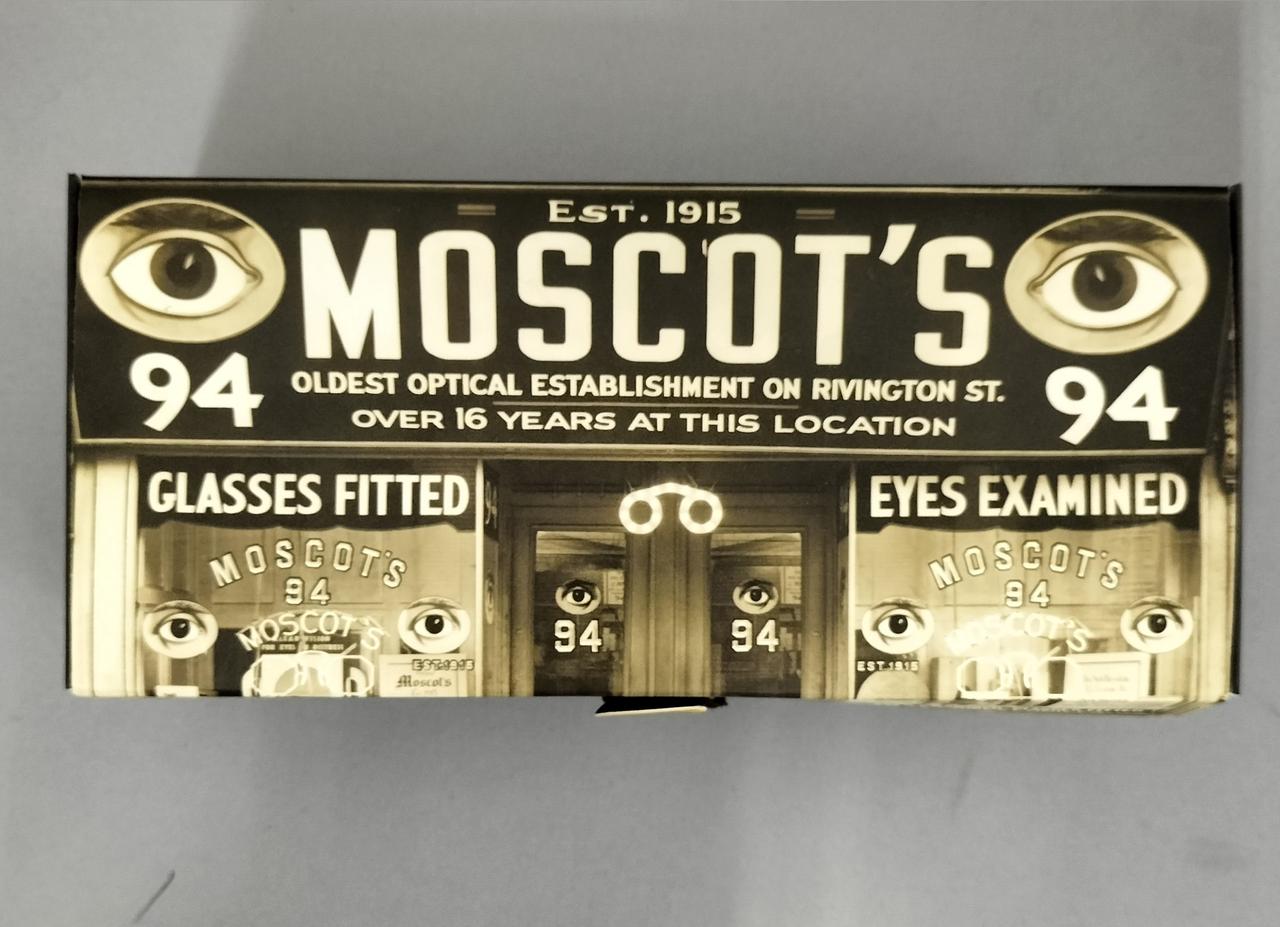 EST. 1915
MOSCOT'S
94
94
OLDEST OPTICAL ESTABLISHMENT ON RIVINGTON ST.
OVER 16 YEARS AT THIS LOCATION
GLASSES FITTED
EYES EXAMINED
MOSCOT'S
94
MOSCOT'S
EST. 1915
Moscot's
94
94
MOSCOT'S
94
MOSCOT'S
EST. 1915